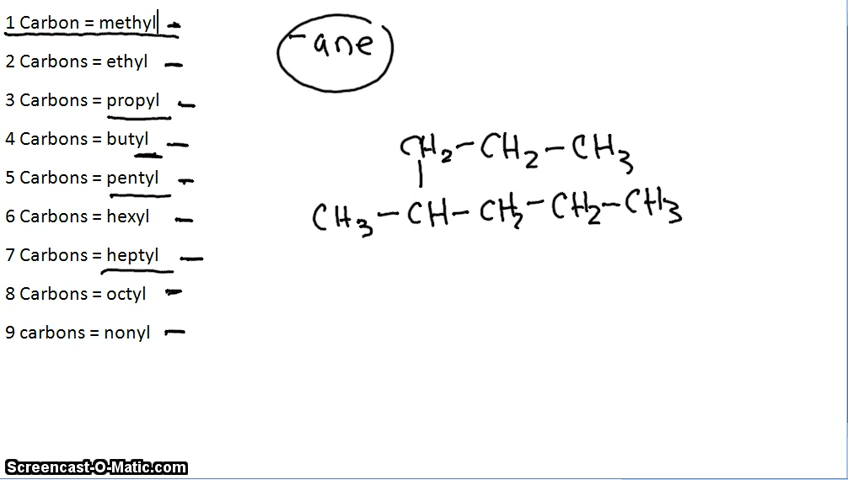 1 Carbon = methyl
2 Carbons = ethyl
3 Carbons = propyl
4 Carbons = butyl
5 Carbons = pentyl
6 Carbons = hexyl
7 Carbons = heptyl
8 Carbons = octyl
9 carbons = nonyl
-ane
CH2-CH2-CH3
CH3-CH-CH2-CH2-CH3
Screencast-O-Matic.com